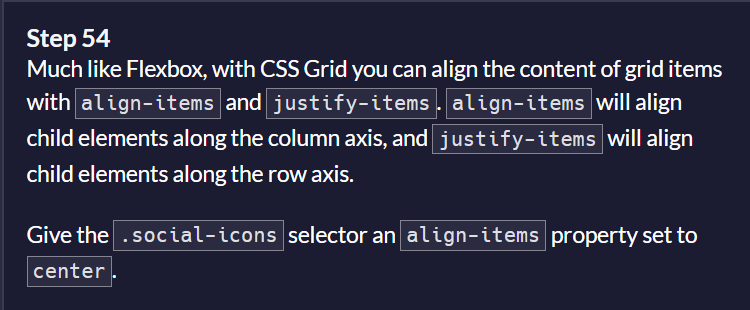 Step 54
Much like Flexbox, with CSS Grid you can align the content of grid items
with align-items and justify-items. align-items will align
child elements along the column axis, and justify-items will align
child elements along the row axis.
Give the .social-icons selector an align-items property set to
center.